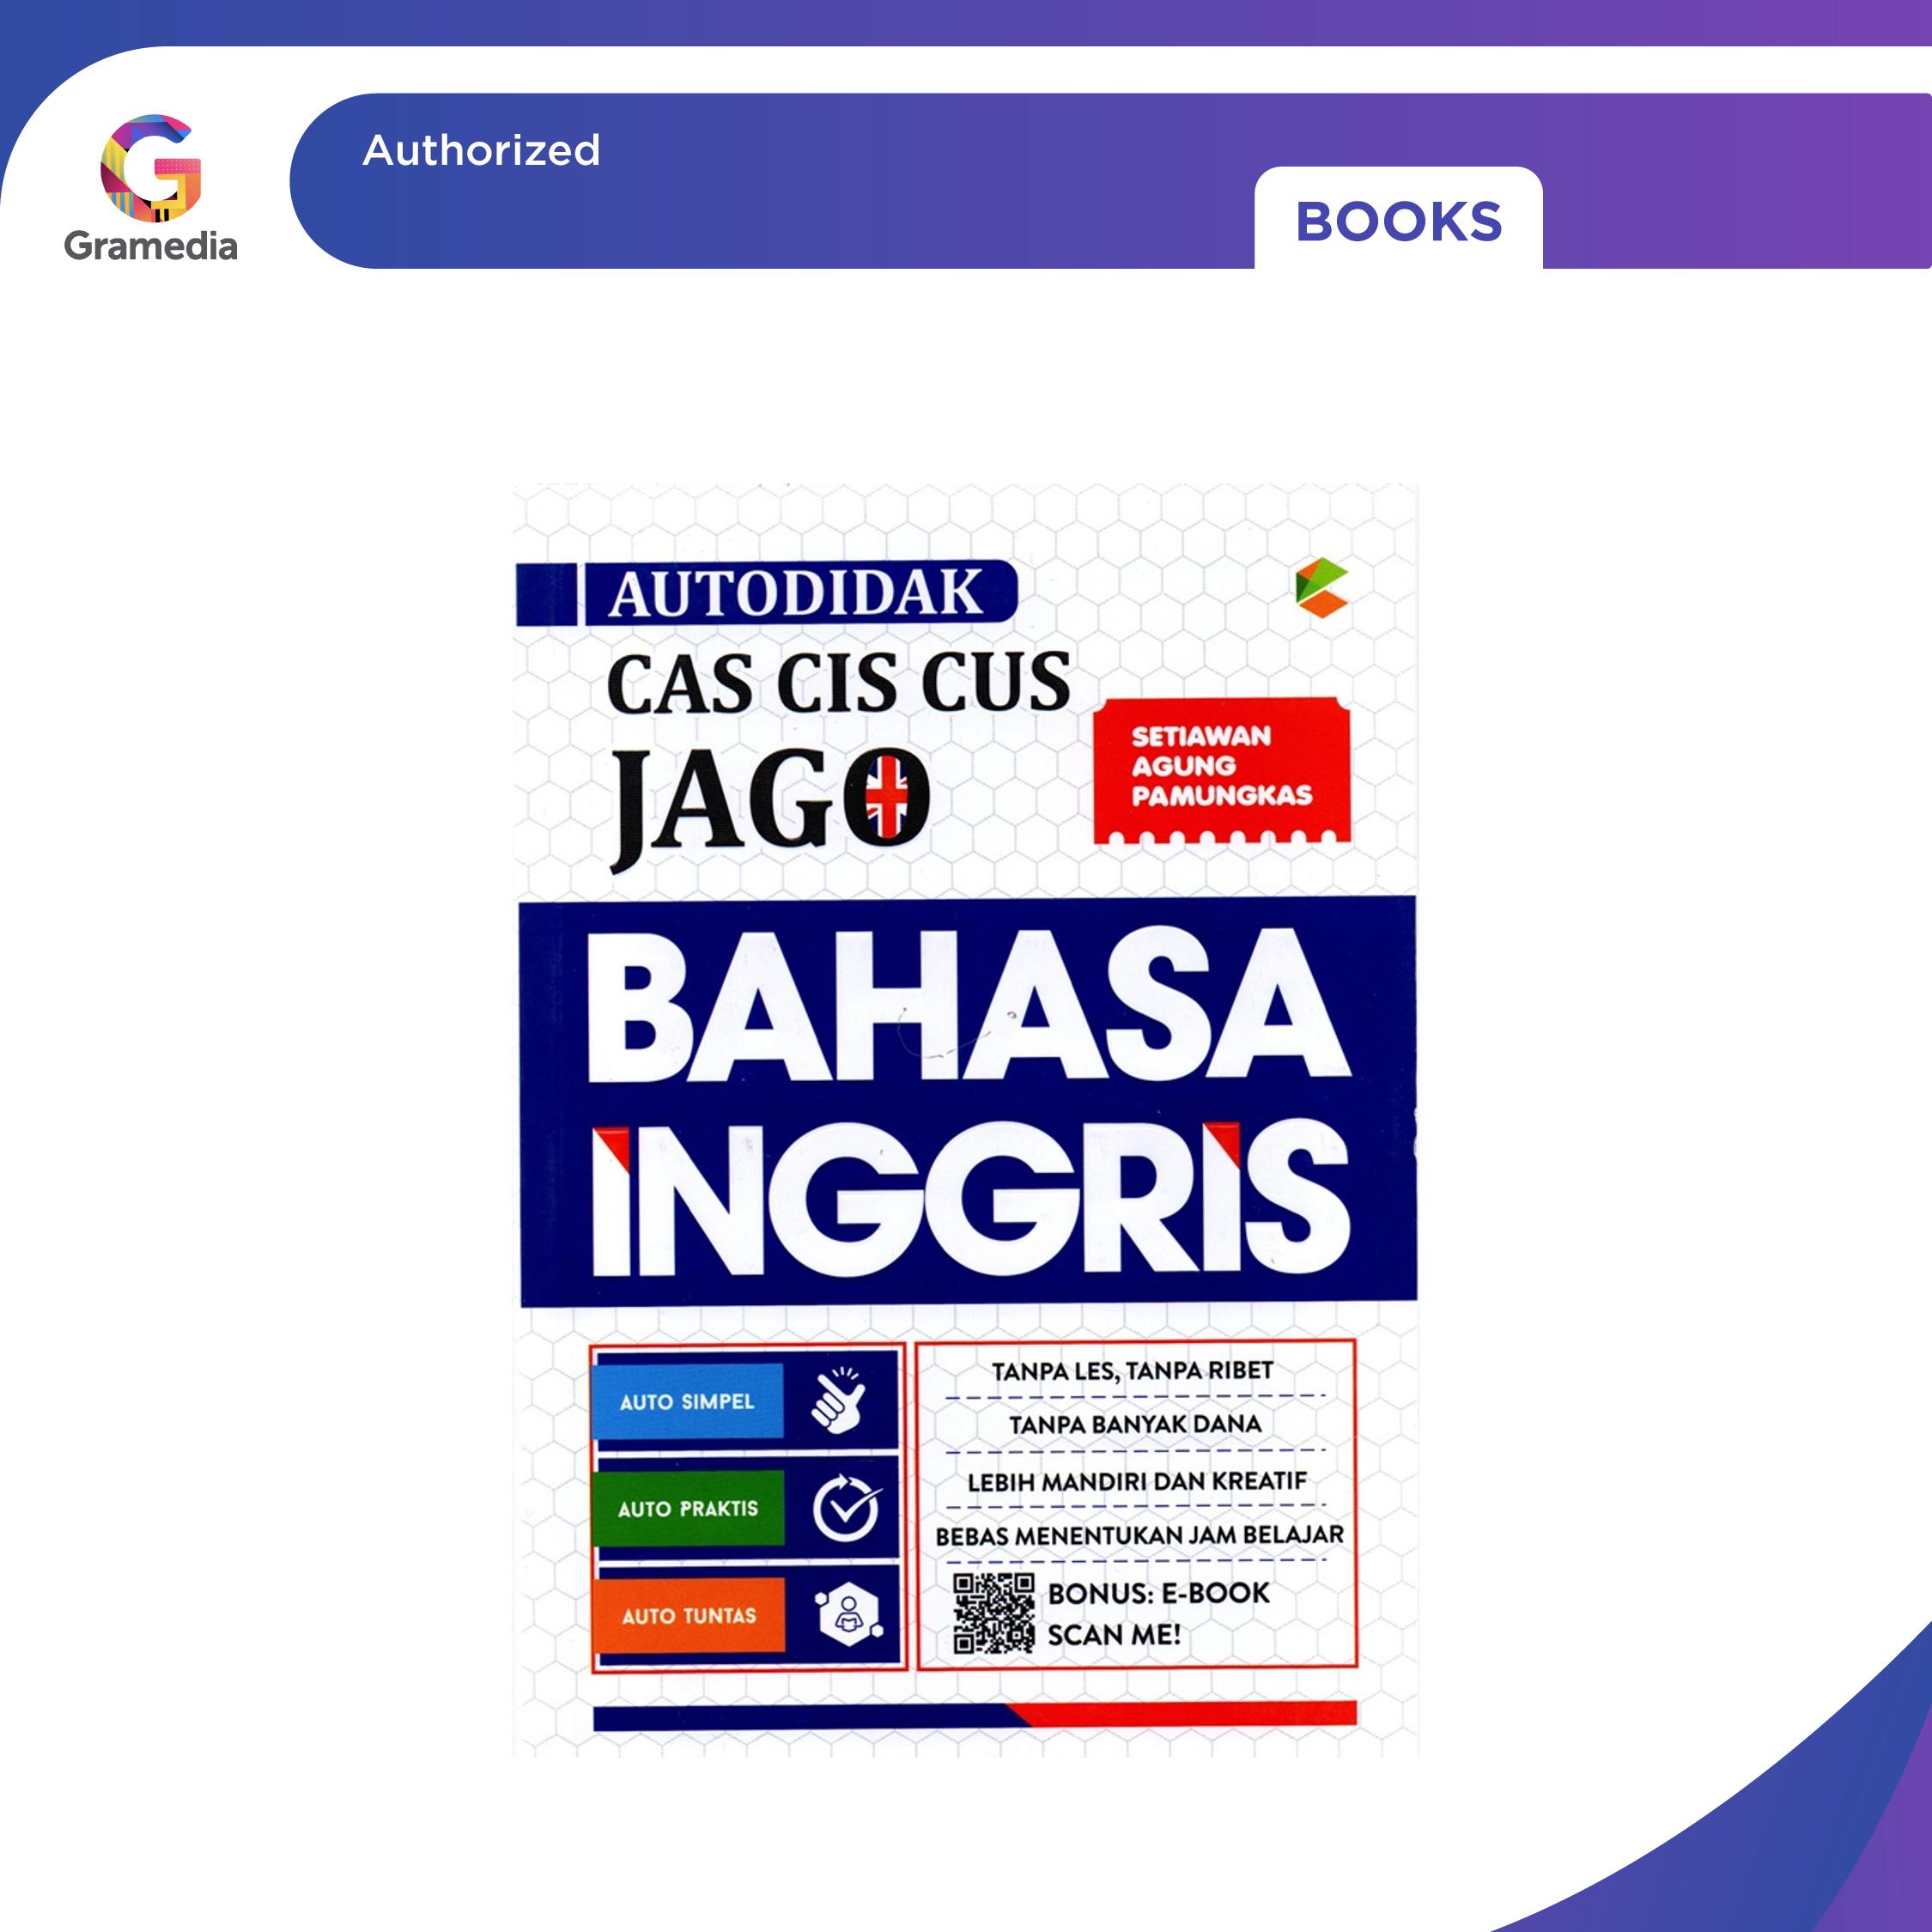 Gramedia
Authorized
BOOKS
AUTODIDAK
CAS CIS CUS
JAGO
SETIAWAN
AGUNG
PAMUNGKAS
BAHASA
INGGRIS
AUTO SIMPEL
AUTO PRAKTIS
AUTO TUNTAS
TANPA LES, TANPA RIBET
TANPA BANYAK DANA
LEBIH MANDIRI DAN KREATIF
BEBAS MENENTUKAN JAM BELAJAR
BONUS: E-BOOK
SCAN ME!